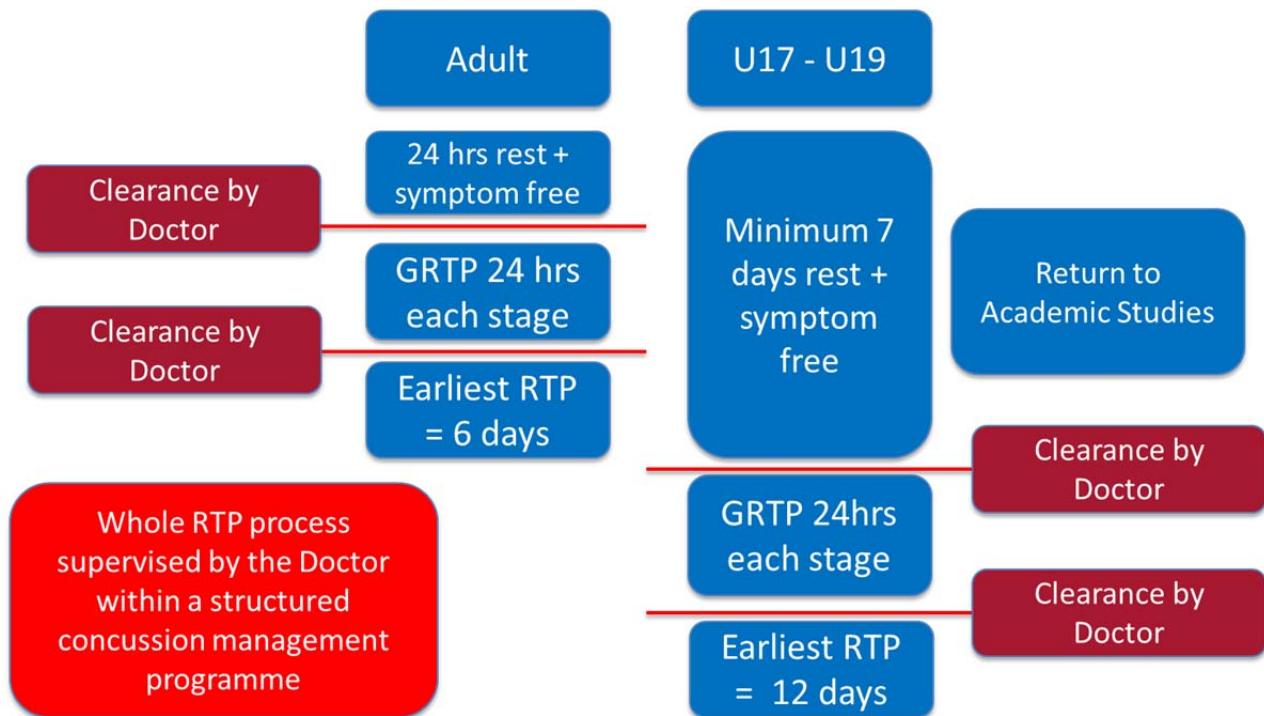 Adult
U17 - U19
24 hrs rest +
symptom free
Clearance by
Doctor
GRTP 24 hrs
each stage
Clearance by
Doctor
Earliest RTP
= 6 days
Minimum 7
days rest +
symptom
free
Return to
Academic Studies
Clearance by
Doctor
GRTP 24hrs
each stage
Clearance by
Doctor
Earliest RTP
= 12 days
Whole RTP process
supervised by the Doctor
within a structured
concussion management
programme